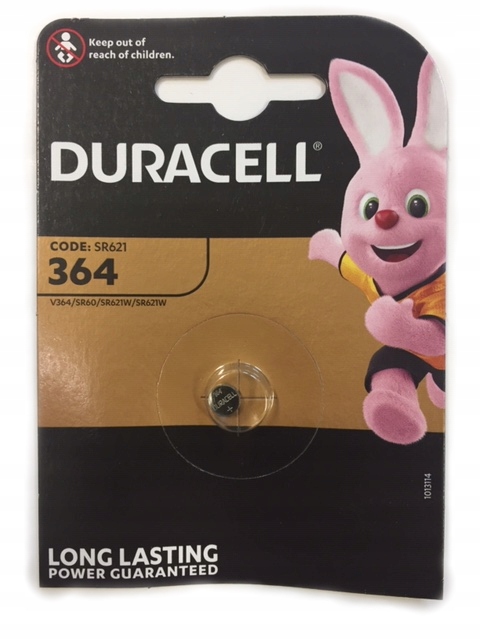 Keep out of
reach of children.
DURACELL®
CODE: SR621
364
V364/SR60/SR621W/SR621W
364
DURACELL
+
1013114
LONG LASTING
POWER GUARANTEED